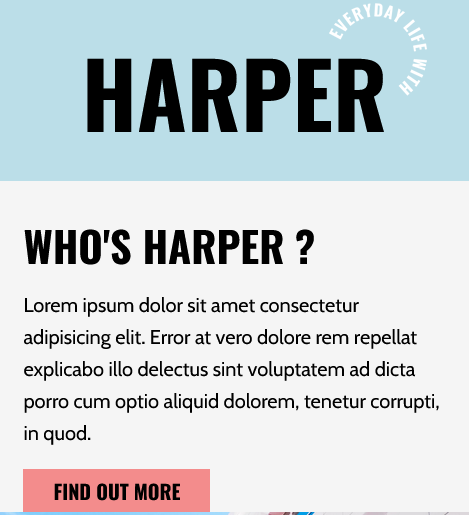 EVERYDAY LIFE WITH
HARPER
WHO'S HARPER ?
Lorem ipsum dolor sit amet consectetur
adipisicing elit. Error at vero dolore rem repellat
explicabo illo delectus sint voluptatem ad dicta
porro cum optio aliquid dolorem, tenetur corrupti,
in quod.
FIND OUT MORE